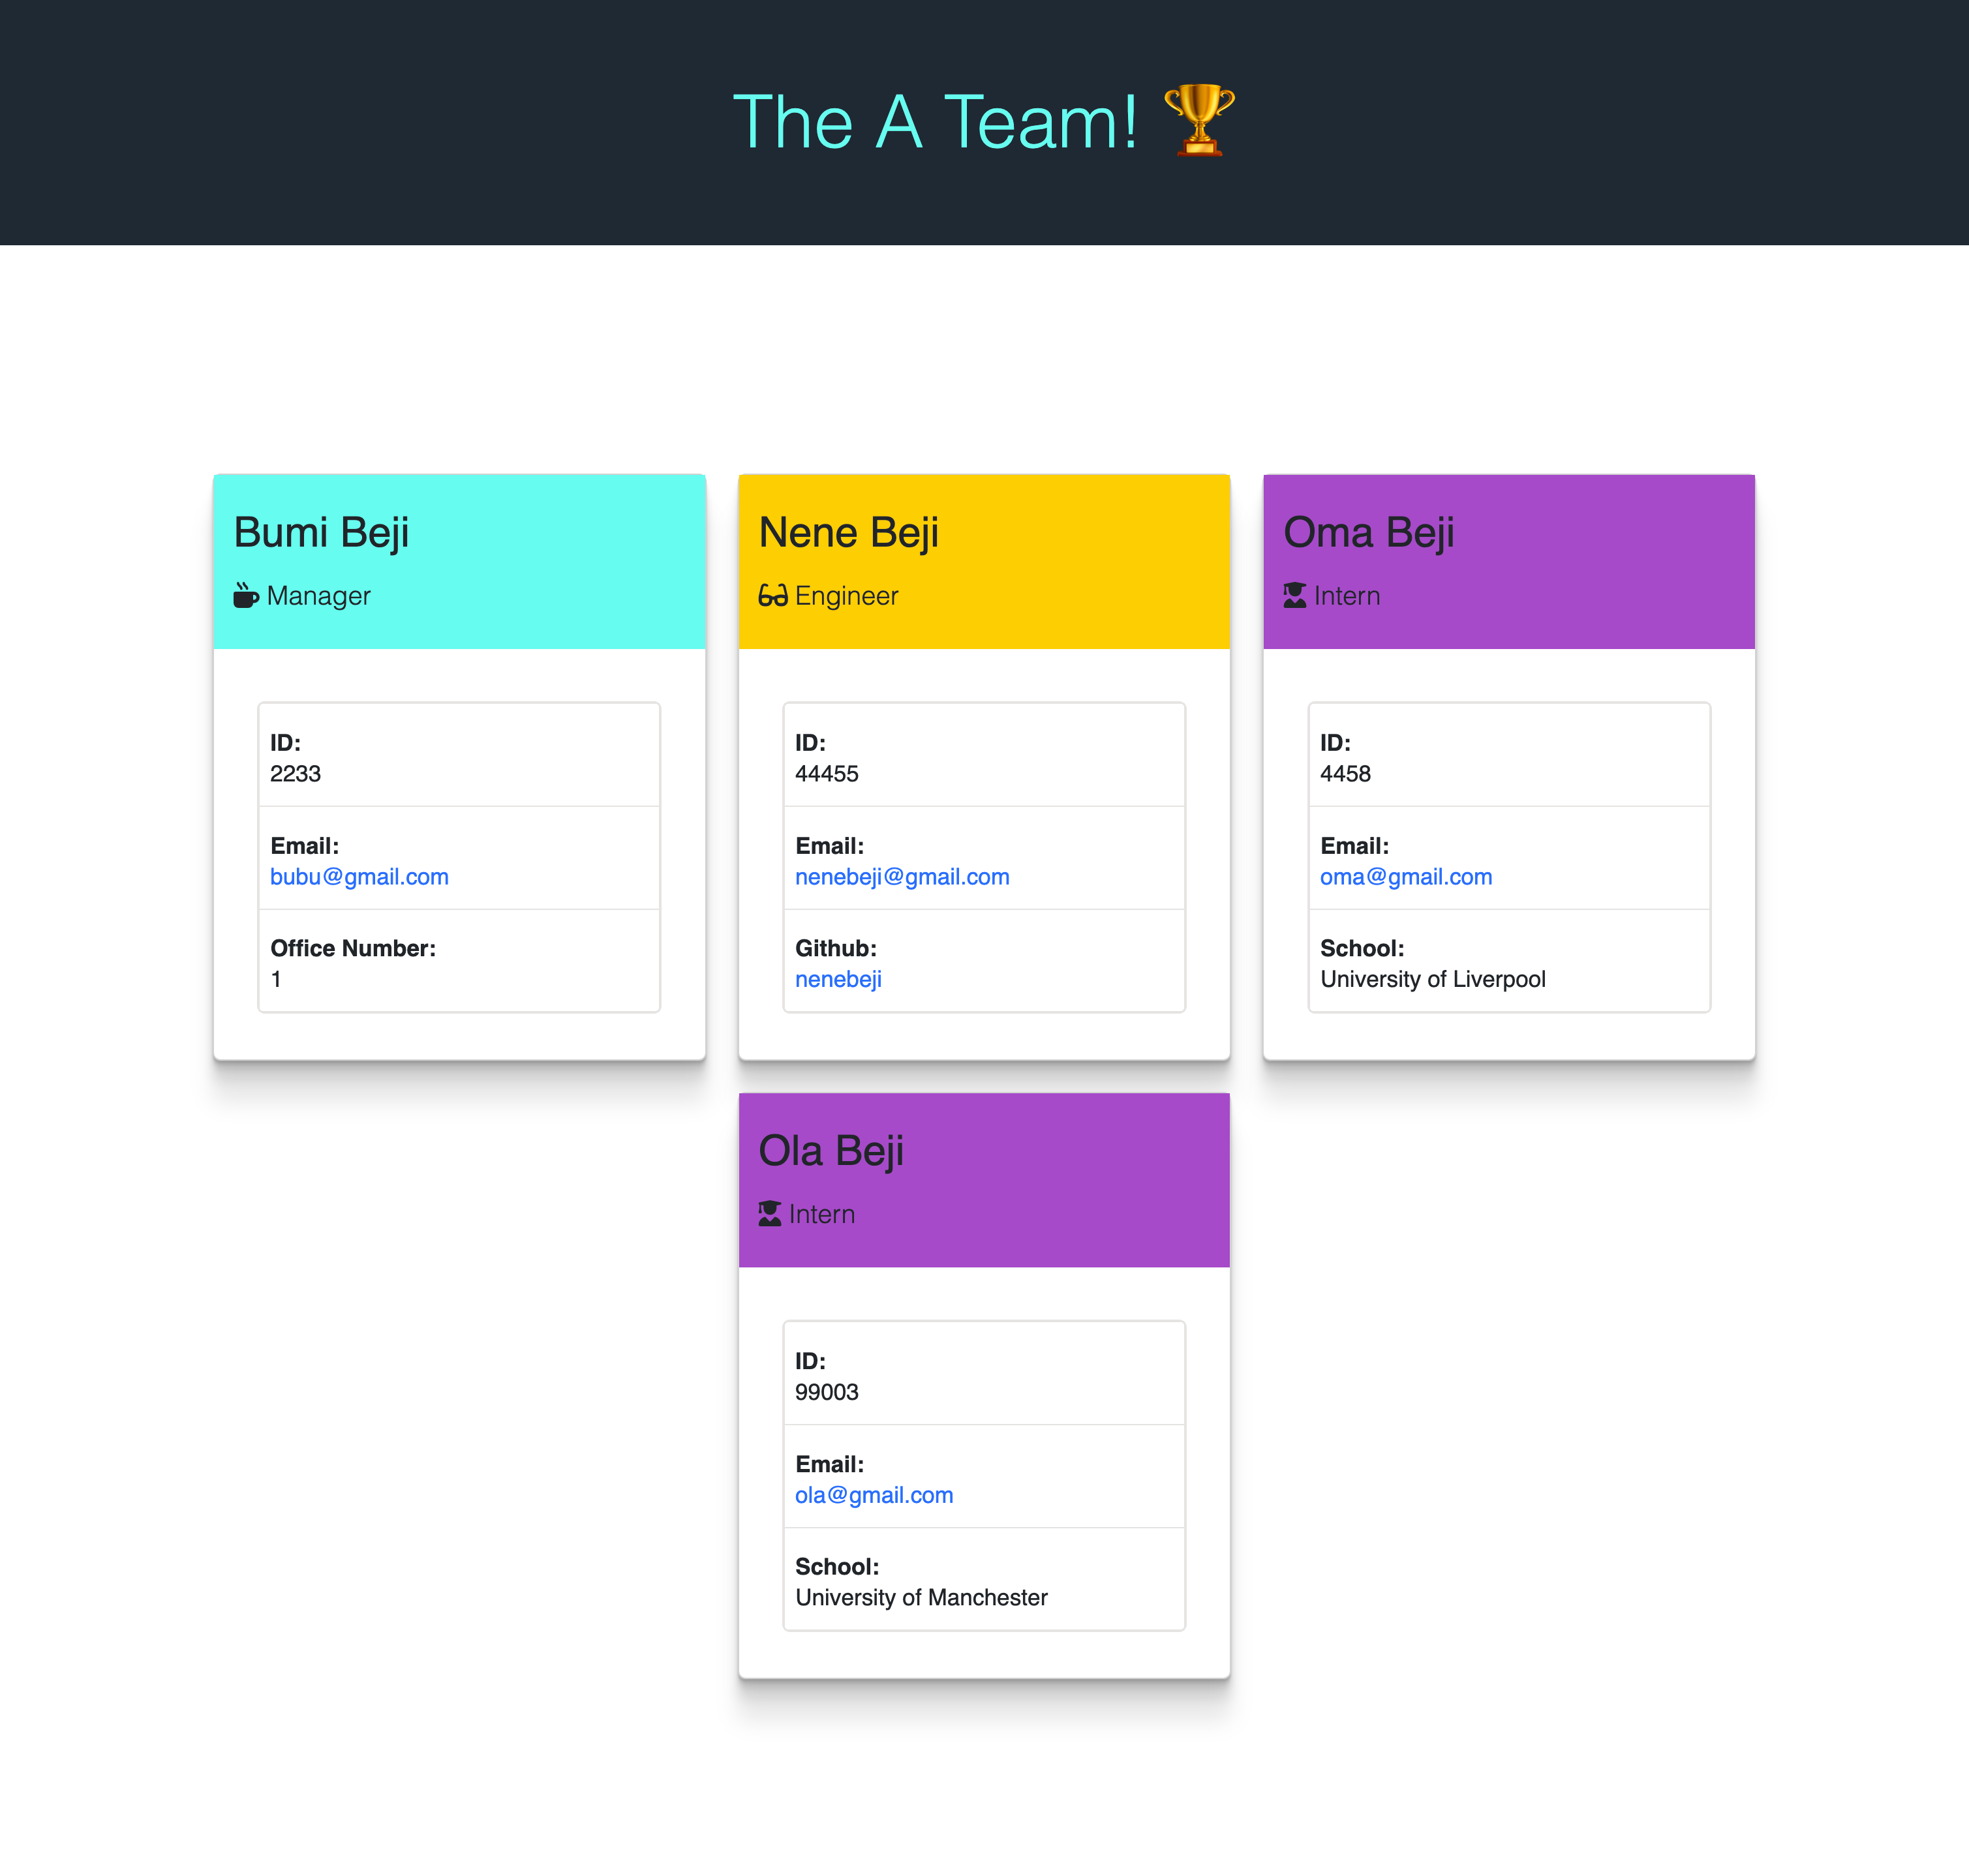 The A Team! 🏆
Bumi Beji
Manager
ID:
2233
Email:
bubu@gmail.com
Office Number:
1
Nene Beji
Engineer
ID:
44455
Email:
nenebeji@gmail.com
Github:
nenebeji
Oma Beji
Intern
ID:
4458
Email:
oma@gmail.com
School:
University of Liverpool
Ola Beji
Intern
ID:
99003
Email:
ola@gmail.com
School:
University of Manchester